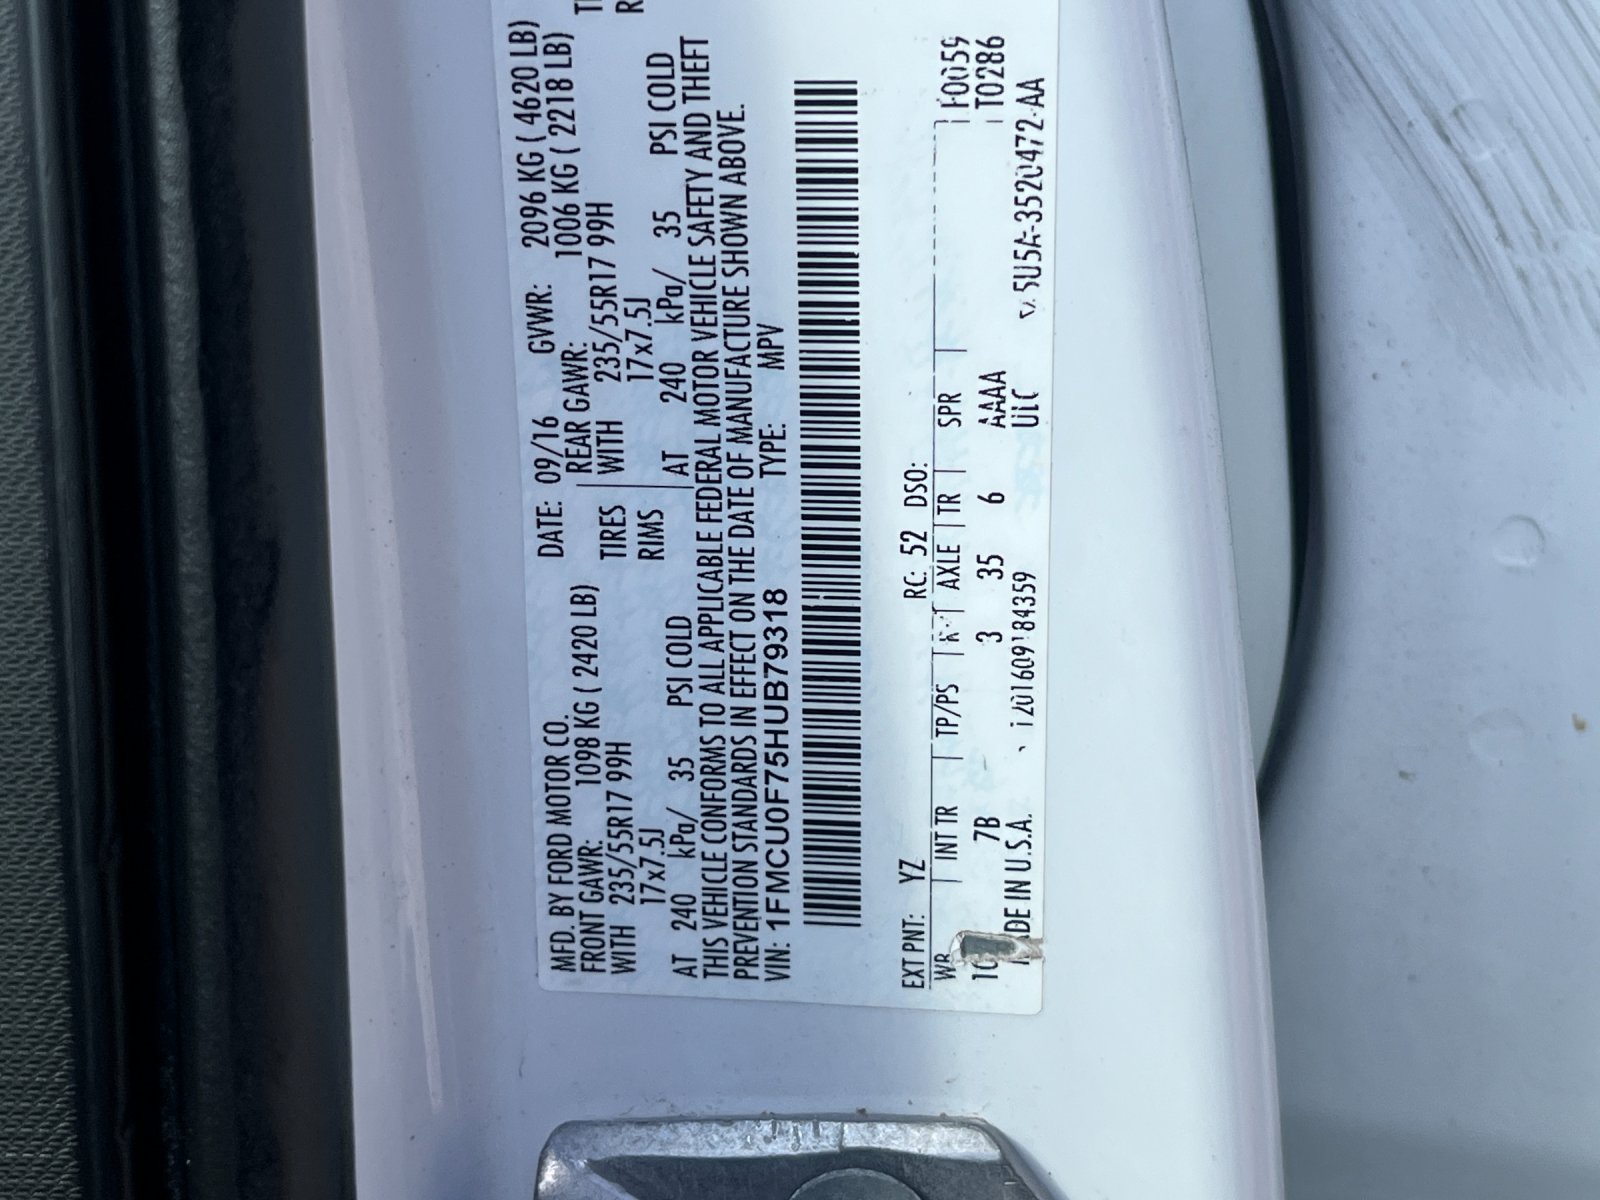 MFD. BY FORD MOTOR CO. DATE: 09/16 GVWR: 2096 KG ( 4620 LB)
FRONT GAWR: 1098 KG ( 2420 LB) REAR GAWR: 1006 KG ( 2218 LB)
WITH 235/55R17 99H TIRES WITH 235/55R17 99H
17x7.5J RIMS 17x7.5J
AT 240 kPa/ 35 PSI COLD AT 240 kPa/ 35 PSI COLD
THIS VEHICLE CONFORMS TO ALL APPLICABLE FEDERAL MOTOR VEHICLE SAFETY AND THEFT
PREVENTION STANDARDS IN EFFECT ON THE DATE OF MANUFACTURE SHOWN ABOVE.
VIN: 1FMCU0F75HUB79318 TYPE: MPV
EXT PNT: YZ RC: 52 DSO:
WB INT TR TP/PS AXLE TR SPR F0059
7B 3 35 6 AAAA T0286
U.S.A. 5U5A-3520472-AA